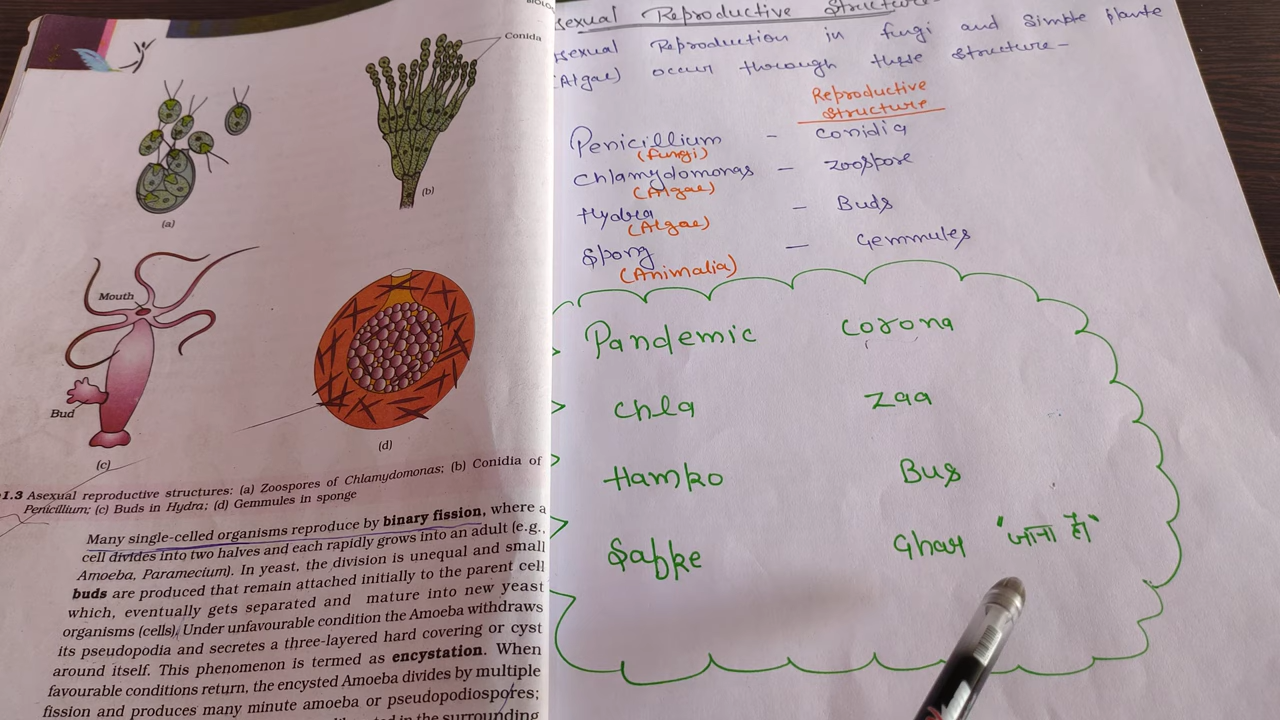 Conida
(a)
(b)
Mouth
Bud
(c)
(d)
1.3 Asexual reproductive structures: (a) Zoospores of Chlamydomonas; (b) Conidia of
Penicillium; (c) Buds in Hydra; (d) Gemmules in sponge
Many single-celled organisms reproduce by binary fission, where a
cell divides into two halves and each rapidly grows into an adult (e.g.,
Amoeba, Paramecium). In yeast, the division is unequal and small
buds are produced that remain attached initially to the parent cell
which, eventually gets separated and mature into new yeast
organisms (cells). Under unfavourable condition the Amoeba withdraws
its pseudopodia and secretes a three-layered hard covering or cyst
around itself. This phenomenon is termed as encystation. When
favourable conditions return, the encysted Amoeba divides by multiple
fission and produces many minute amoeba or pseudopodiospores;
in the surrounding
sexual Reproductive Structure
sexual Reproduction in fungi and Simple plante
(Algae) occur through these structure -
Reproductive
Structure
Penicillium - conidia
(fungi)
Chlamydomonas - zoospore
(Algae)
Hydra - Buds
(Algae)
Spong - Gemmules
(Animalia)
Pandemic corona
chla zaa
Hamko Bus
Sabke Ghar "जाना है"